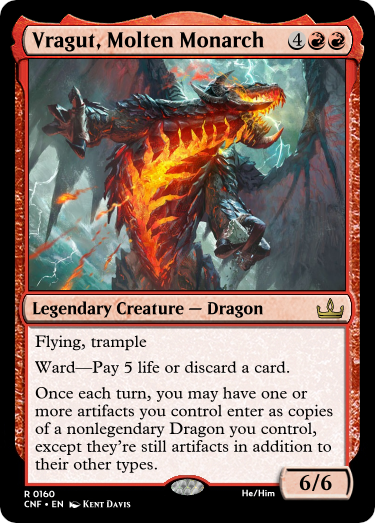 Vragut, Molten Monarch 4
Legendary Creature — Dragon
Flying, trample
Ward—Pay 5 life or discard a card.
Once each turn, you may have one or
more artifacts you control enter as copies
of a nonlegendary Dragon you control,
except they're still artifacts in addition to
their other types.
6/6
R 0160
He/Him
CNF • EN Kent Davis